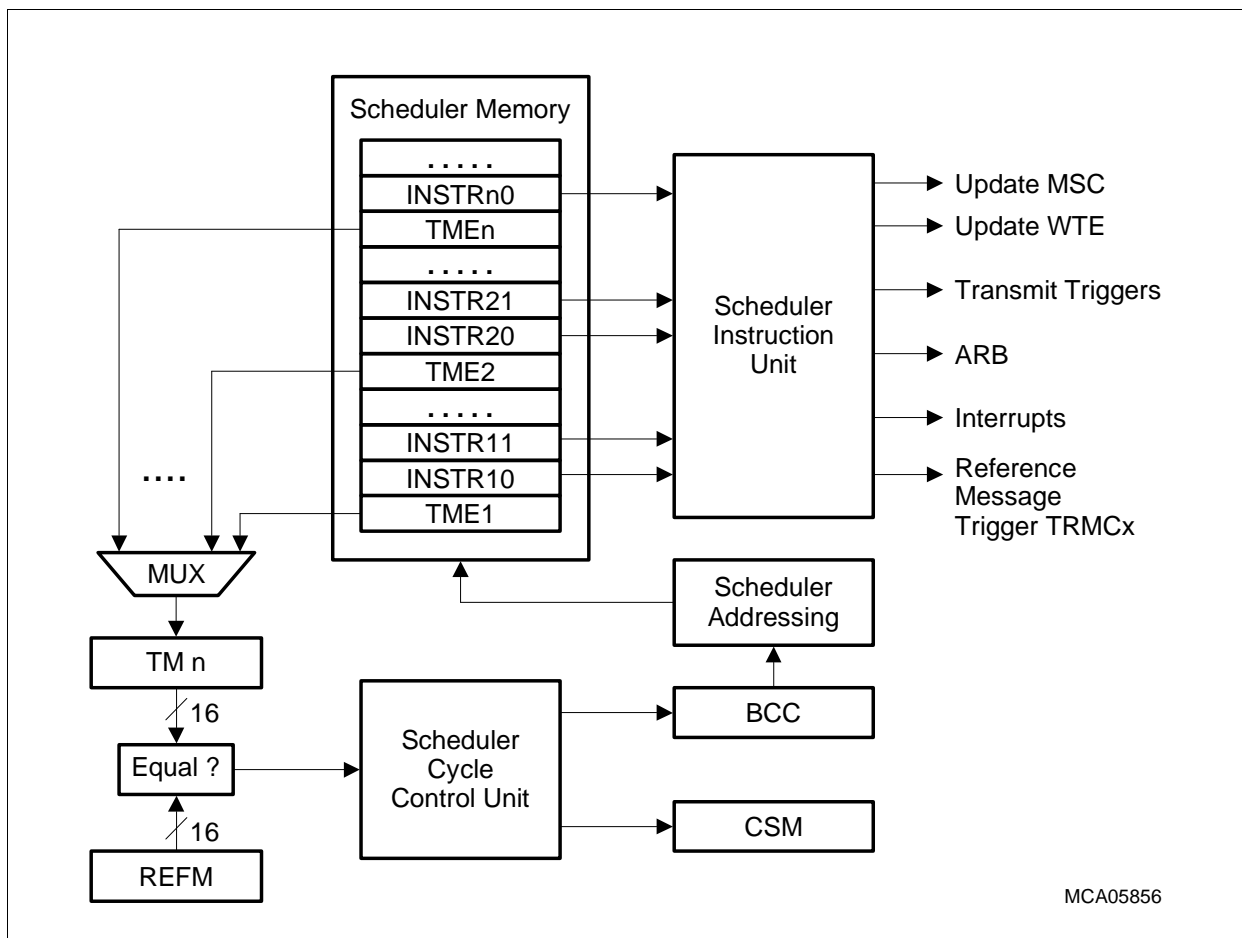 Scheduler Memory
. . . . .
INSTRn0
TMEn
. . . . .
INSTR21
INSTR20
TME2
. . . . .
INSTR11
INSTR10
TME1
Scheduler
Instruction
Unit
Update MSC
Update WTE
Transmit Triggers
ARB
Interrupts
Reference
Message
Trigger TRMCx
. . . .
MUX
TM n
16
Equal ?
16
REFM
Scheduler
Cycle
Control Unit
Scheduler
Addressing
BCC
CSM
MCA05856